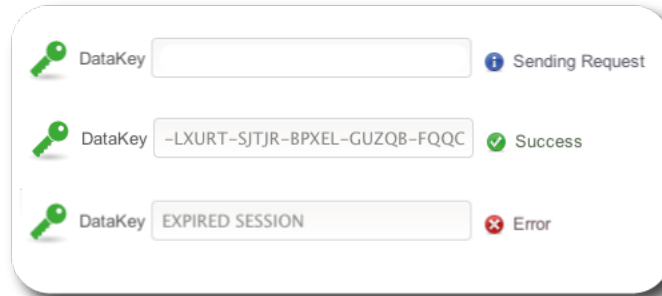 DataKey Sending Request
DataKey -LXURT-SJTJR-BPXEL-GUZQB-FQQC Success
DataKey EXPIRED SESSION Error